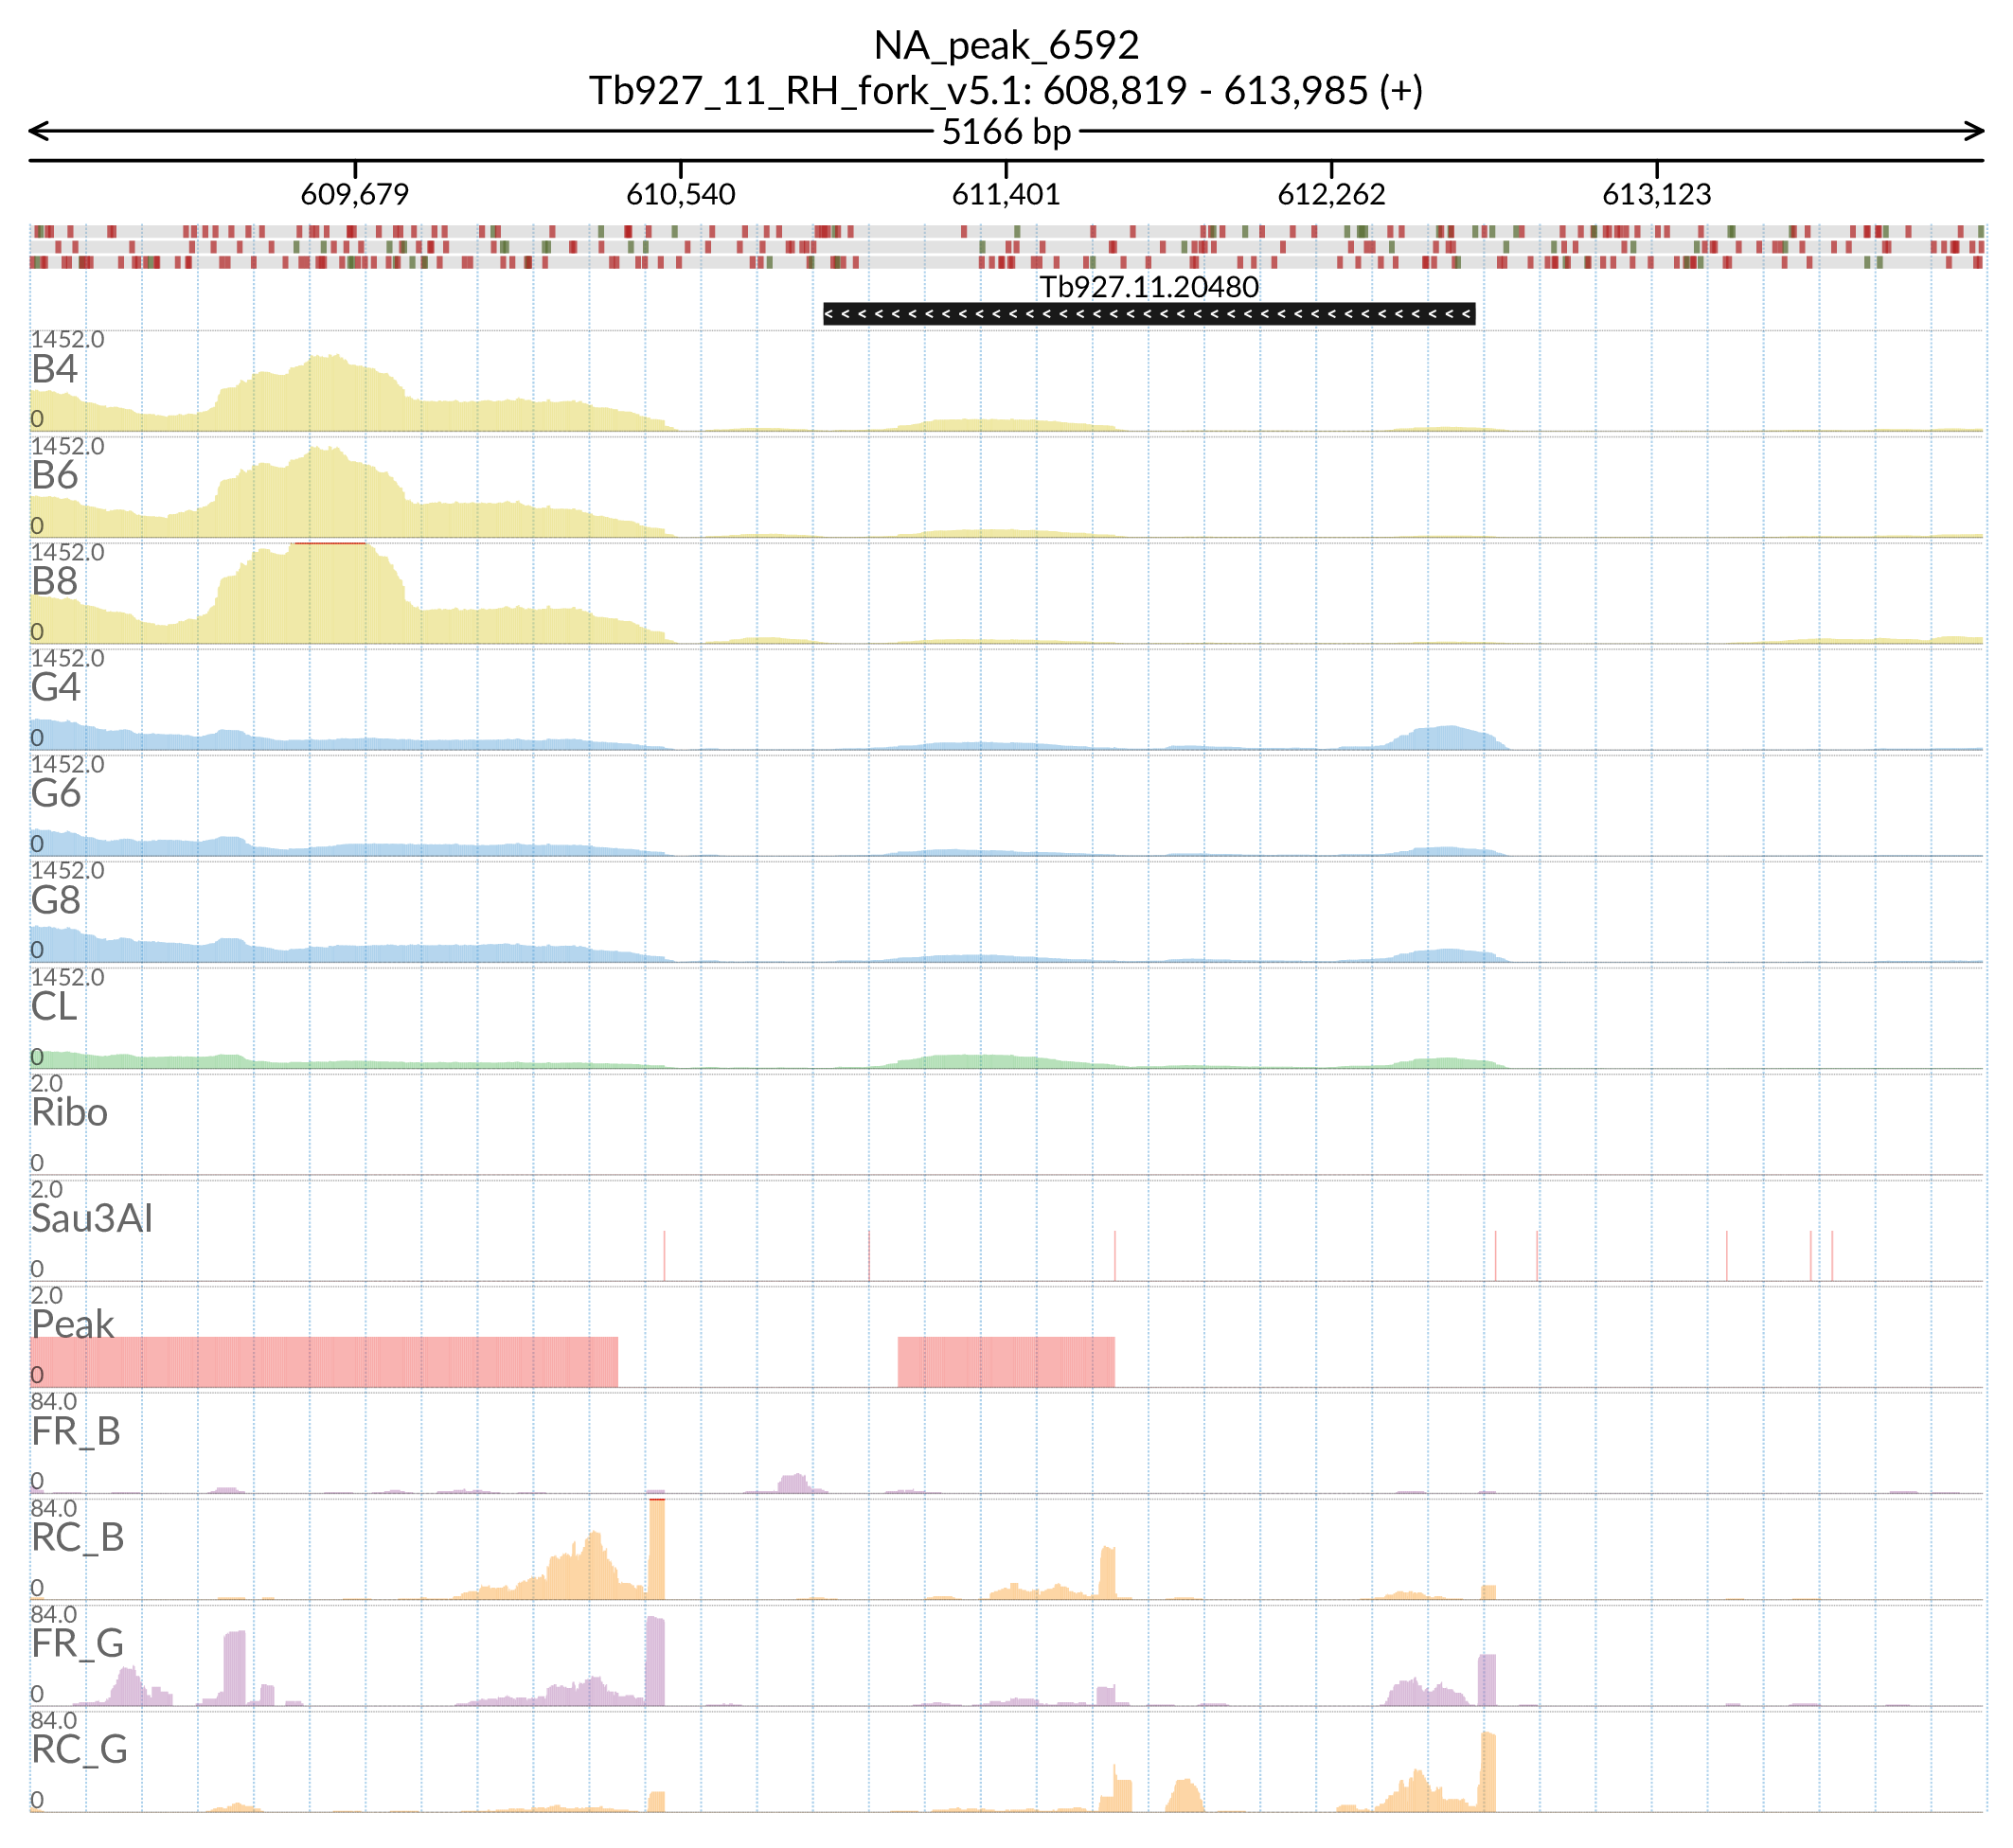 NA_peak_6592
Tb927_11_RH_fork_v5.1: 608,819 - 613,985 (+)
5166 bp
609,679 610,540 611,401 612,262 613,123
Tb927.11.20480
1452.0
B4
0
1452.0
B6
0
1452.0
B8
0
1452.0
G4
0
1452.0
G6
0
1452.0
G8
0
1452.0
CL
0
2.0
Ribo
0
2.0
Sau3AI
0
2.0
Peak
0
84.0
FR_B
0
84.0
RC_B
0
84.0
FR_G
0
84.0
RC_G
0